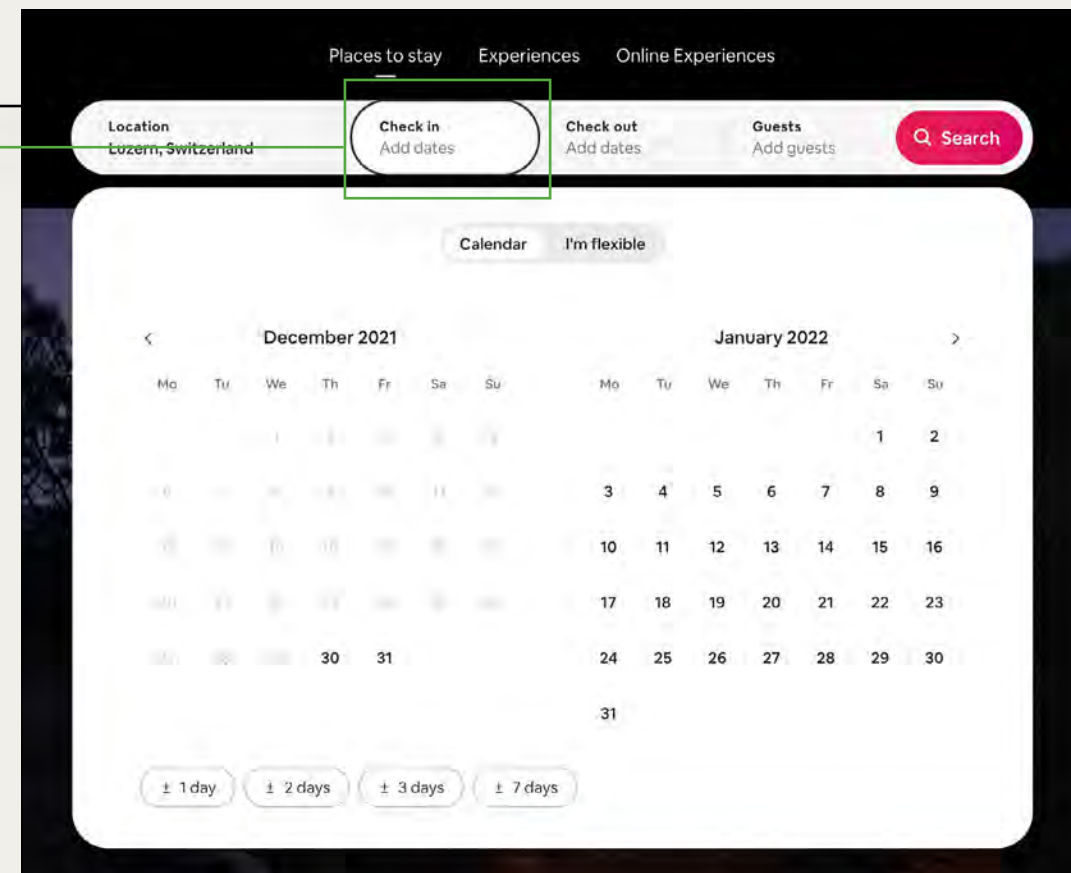 Places to stay Experiences Online Experiences
Location Check in Check out Guests
Luzern, Switzerland Add dates Add dates Add guests Search
Calendar I'm flexible
December 2021 January 2022
Mo Tu We Th Fr Sa Su Mo Tu We Th Fr Sa Su
1 2
3 4 5 6 7 8 9
11 10 11 12 13 14 15 16
17 18 19 20 21 22 23
30 31 24 25 26 27 28 29 30
31
± 1 day ± 2 days ± 3 days ± 7 days